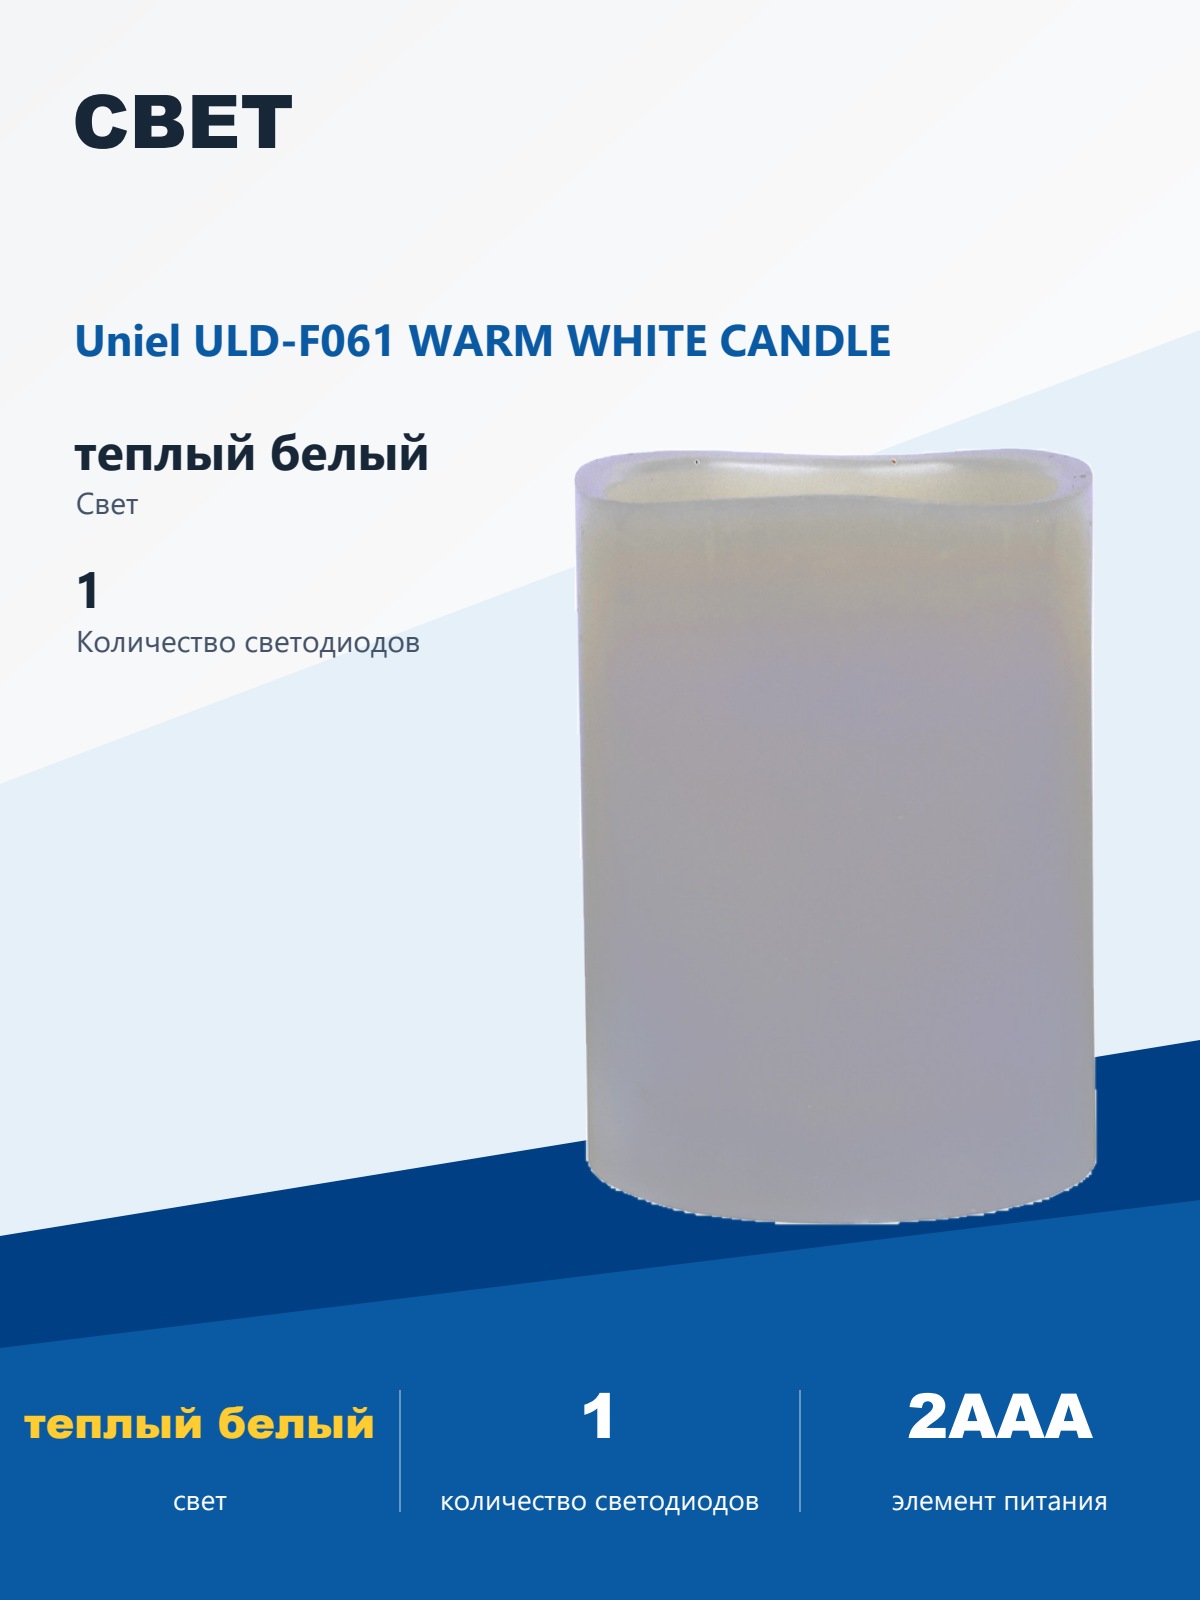 СВЕТ
Uniel ULD-F061 WARM WHITE CANDLE
теплый белый
Свет
1
Количество светодиодов
теплый белый
свет
1
количество светодиодов
2AAA
элемент питания